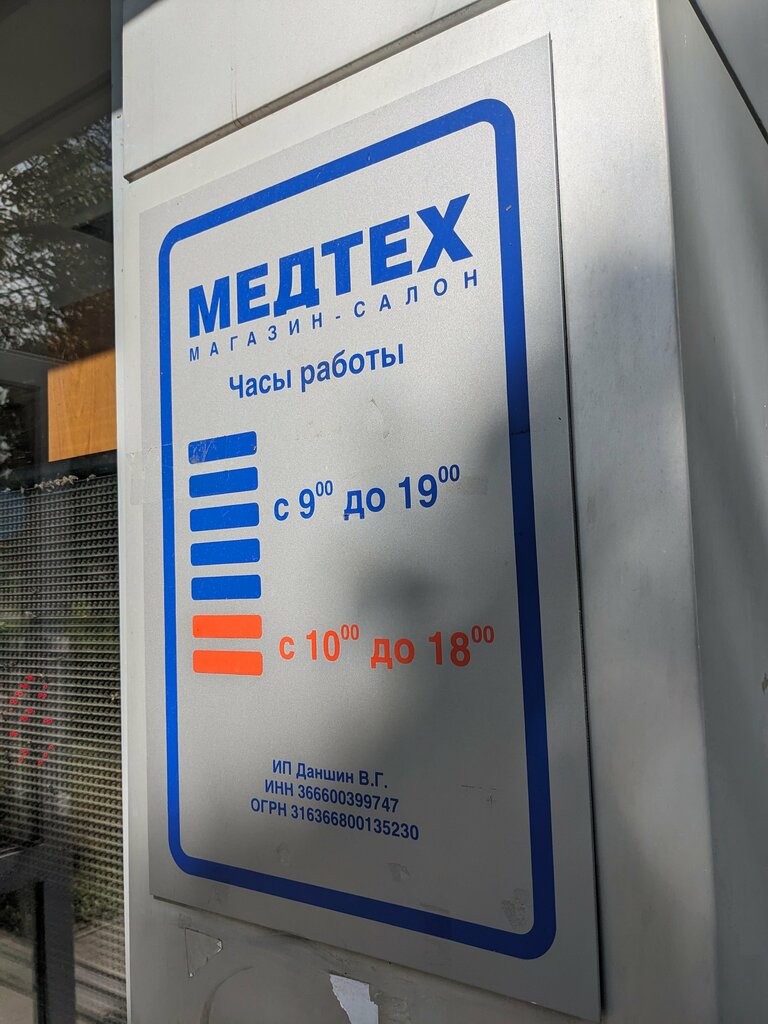 МЕДТЕХ
МАГАЗИН-САЛОН
Часы работы
с 9⁰⁰ до 19⁰⁰
с 10⁰⁰ до 18⁰⁰
ИП Даншин В.Г.
ИНН 366600399747
ОГРН 316366800135230